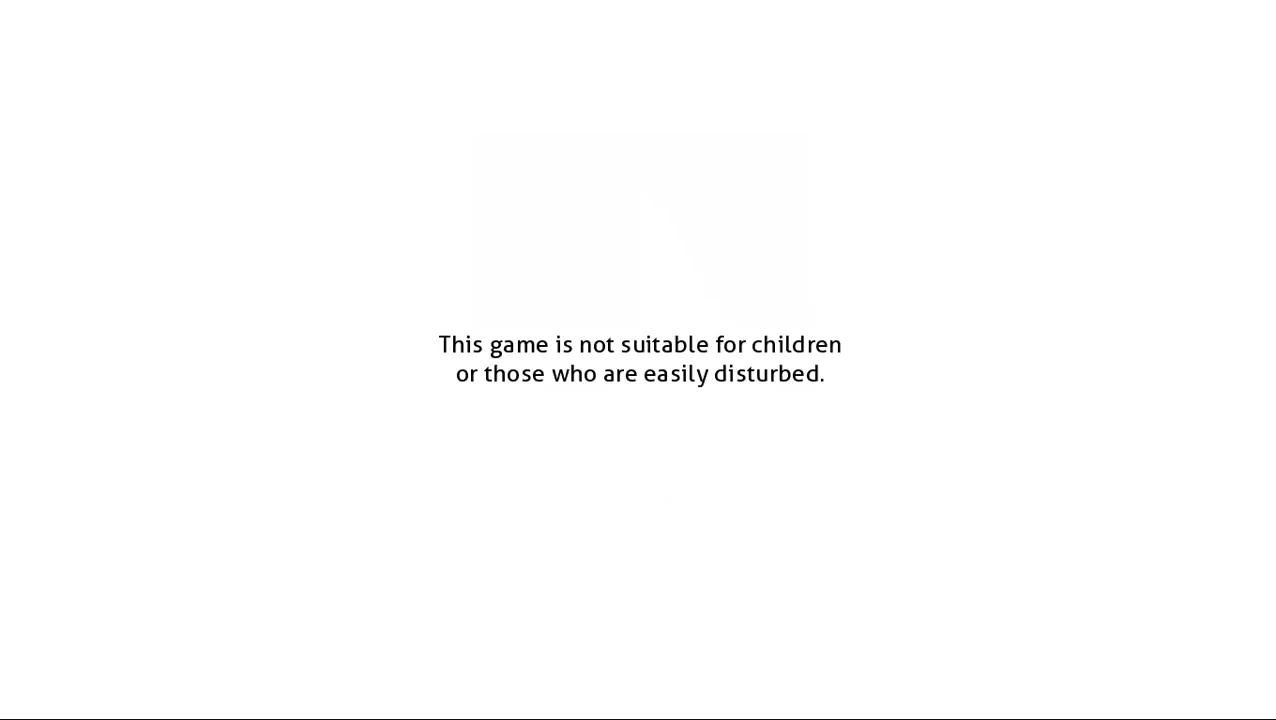 This game is not suitable for children
or those who are easily disturbed.